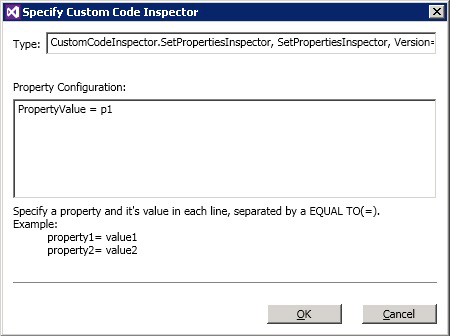 Specify Custom Code Inspector
Type: CustomCodeInspector.SetPropertiesInspector, SetPropertiesInspector, Version=
Property Configuration:
PropertyValue = p1
Specify a property and it's value in each line, separated by a EQUAL TO(=).
Example:
property1= value1
property2= value2
OK Cancel